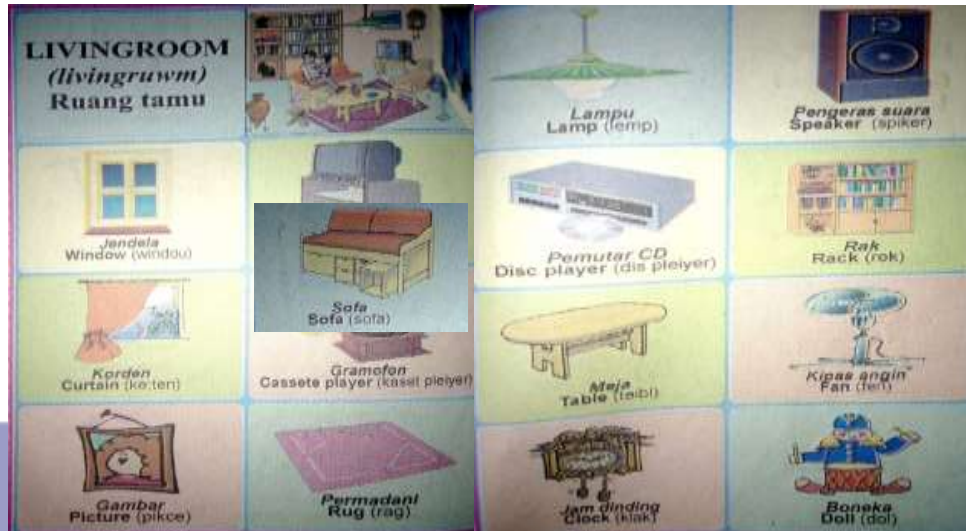 LIVINGROOM
(livingruwm)
Ruang tamu
Jendela
Window (windou)
Sofa
Sofa (sofa)
Korden
Curtain (ke:ten)
Gramofon
Cassete player (kaset pleiyer)
Gambar
Picture (pikce)
Permadani
Rug (rag)
Lampu
Lamp (lemp)
Pengeras suara
Speaker (spiker)
Pemutar CD
Disc player (dis pleiyer)
Rak
Rack (rok)
Meja
Table (teibl)
Kipas angin
Fan (fen)
Jam dinding
Clock (klak)
Boneka
Doll (dol)